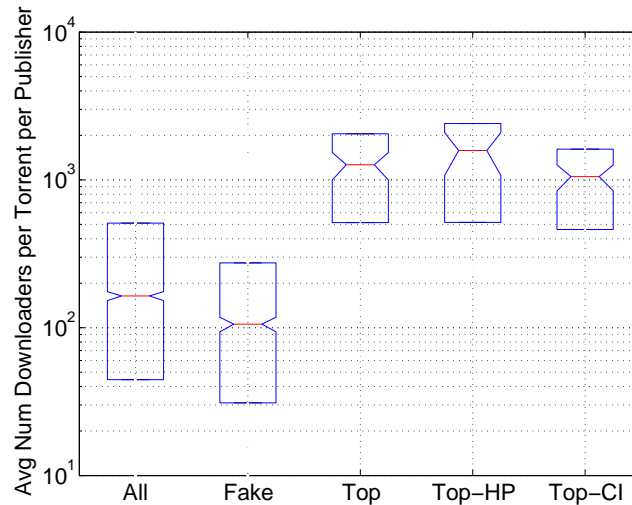 Avg Num Downloaders per Torrent per Publisher
10^4
10^3
10^2
10^1
All Fake Top Top-HP Top-CI